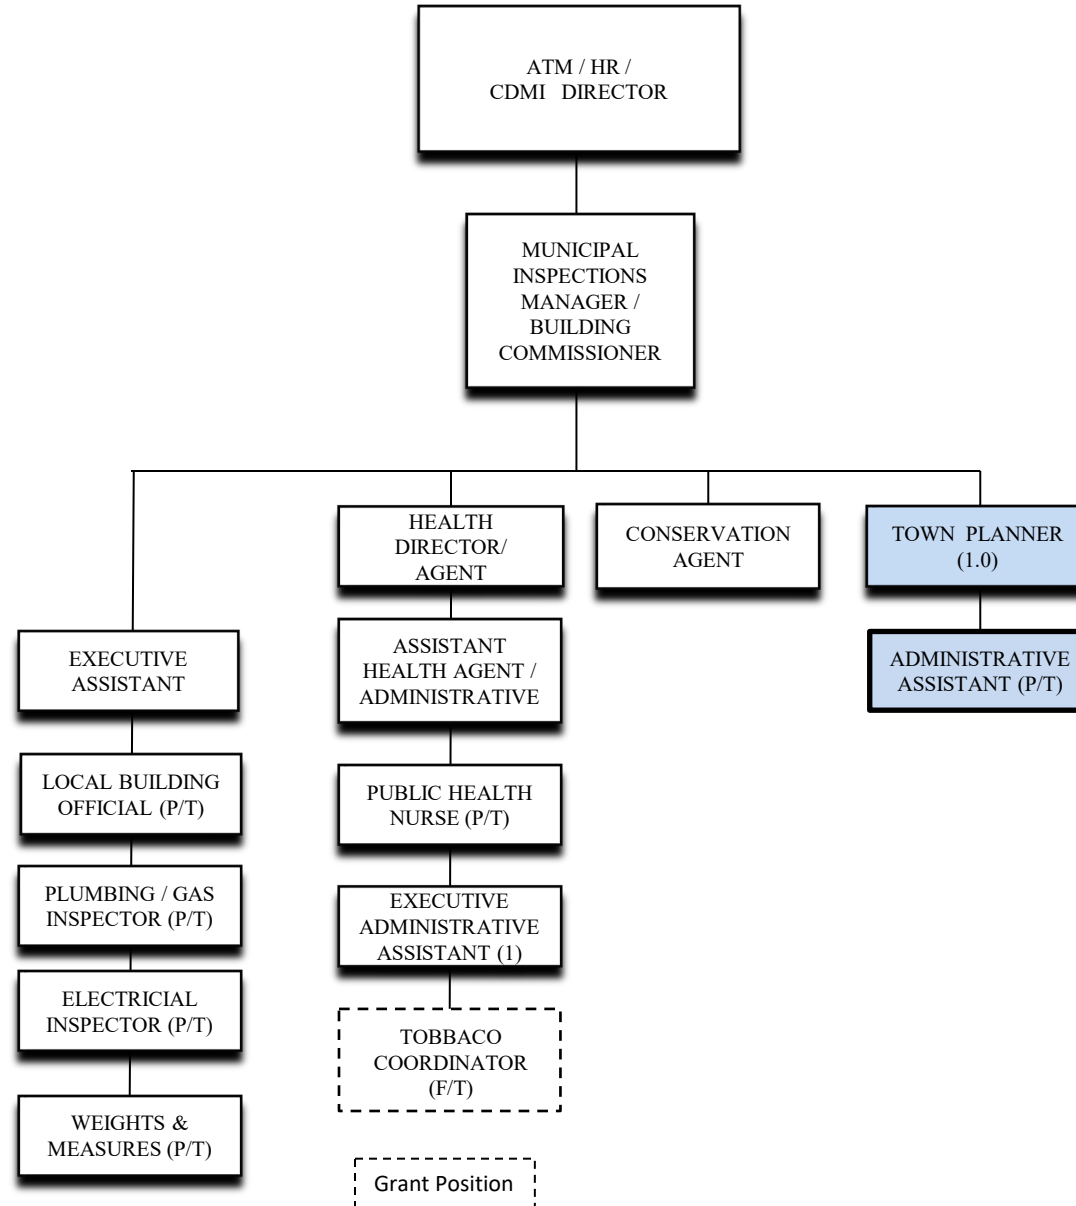 ATM / HR /
CDMI DIRECTOR
MUNICIPAL
INSPECTIONS
MANAGER /
BUILDING
COMMISSIONER
HEALTH
DIRECTOR/
AGENT
CONSERVATION
AGENT
TOWN PLANNER
(1.0)
EXECUTIVE
ASSISTANT
ASSISTANT
HEALTH AGENT /
ADMINISTRATIVE
ADMINISTRATIVE
ASSISTANT (P/T)
LOCAL BUILDING
OFFICIAL (P/T)
PUBLIC HEALTH
NURSE (P/T)
PLUMBING / GAS
INSPECTOR (P/T)
EXECUTIVE
ADMINISTRATIVE
ASSISTANT (1)
ELECTRICIAL
INSPECTOR (P/T)
TOBBACO
COORDINATOR
(F/T)
WEIGHTS &
MEASURES (P/T)
Grant Position